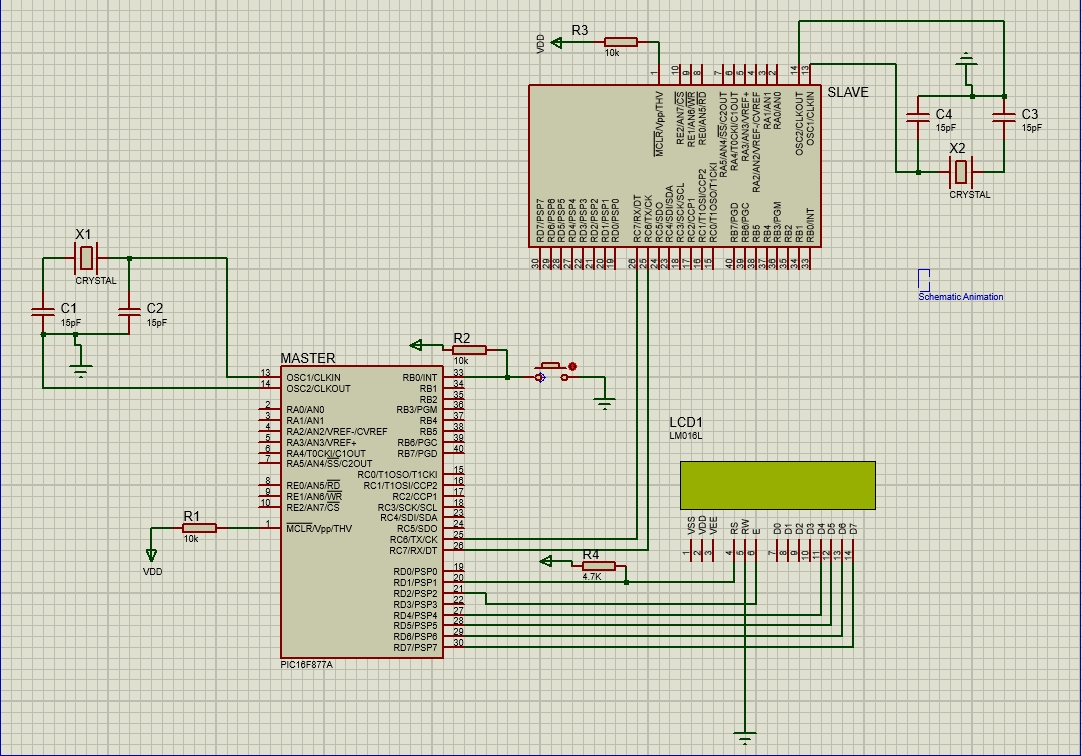 VDD
R3
10k
SLAVE
1
10
9
8
7
6
5
4
3
2
14
13
MCLR/Vpp/THV
RE2/AN7/CS
RE1/AN6/WR
RE0/AN5/RD
RA5/AN4/SS/C2OUT
RA4/T0CKI/C1OUT
RA3/AN3/VREF+
RA2/AN2/VREF-/CVREF
RA1/AN1
RA0/AN0
OSC2/CLKOUT
OSC1/CLKIN
RD7/PSP7
RD6/PSP6
RD5/PSP5
RD4/PSP4
RD3/PSP3
RD2/PSP2
RD1/PSP1
RD0/PSP0
RC7/RX/DT
RC6/TX/CK
RC5/SDO
RC4/SDI/SDA
RC3/SCK/SCL
RC2/CCP1
RC1/T1OSI/CCP2
RC0/T1OSO/T1CKI
RB7/PGD
RB6/PGC
RB5
RB4
RB3/PGM
RB2
RB1
RB0/INT
30
29
28
27
22
21
20
19
26
25
24
23
18
17
16
15
40
39
38
37
36
35
34
33
C4
15pF
C3
15pF
X2
CRYSTAL
Schematic Animation
X1
CRYSTAL
C1
15pF
C2
15pF
R2
10k
MASTER
13 OSC1/CLKIN
14 OSC2/CLKOUT
2 RA0/AN0
3 RA1/AN1
4 RA2/AN2/VREF-/CVREF
5 RA3/AN3/VREF+
6 RA4/T0CKI/C1OUT
7 RA5/AN4/SS/C2OUT
8 RE0/AN5/RD
9 RE1/AN6/WR
10 RE2/AN7/CS
1 MCLR/Vpp/THV
RB0/INT 33
RB1 34
RB2 35
RB3/PGM 36
RB4 37
RB5 38
RB6/PGC 39
RB7/PGD 40
RC0/T1OSO/T1CKI 15
RC1/T1OSI/CCP2 16
RC2/CCP1 17
RC3/SCK/SCL 18
RC4/SDI/SDA 23
RC5/SDO 24
RC6/TX/CK 25
RC7/RX/DT 26
RD0/PSP0 19
RD1/PSP1 20
RD2/PSP2 21
RD3/PSP3 22
RD4/PSP4 27
RD5/PSP5 28
RD6/PSP6 29
RD7/PSP7 30
PIC16F877A
R1
10k
VDD
R4
4.7K
LCD1
LM016L
VSS
VDD
VEE
RS
RW
E
D0
D1
D2
D3
D4
D5
D6
D7
1
2
3
4
5
6
7
8
9
10
11
12
13
14